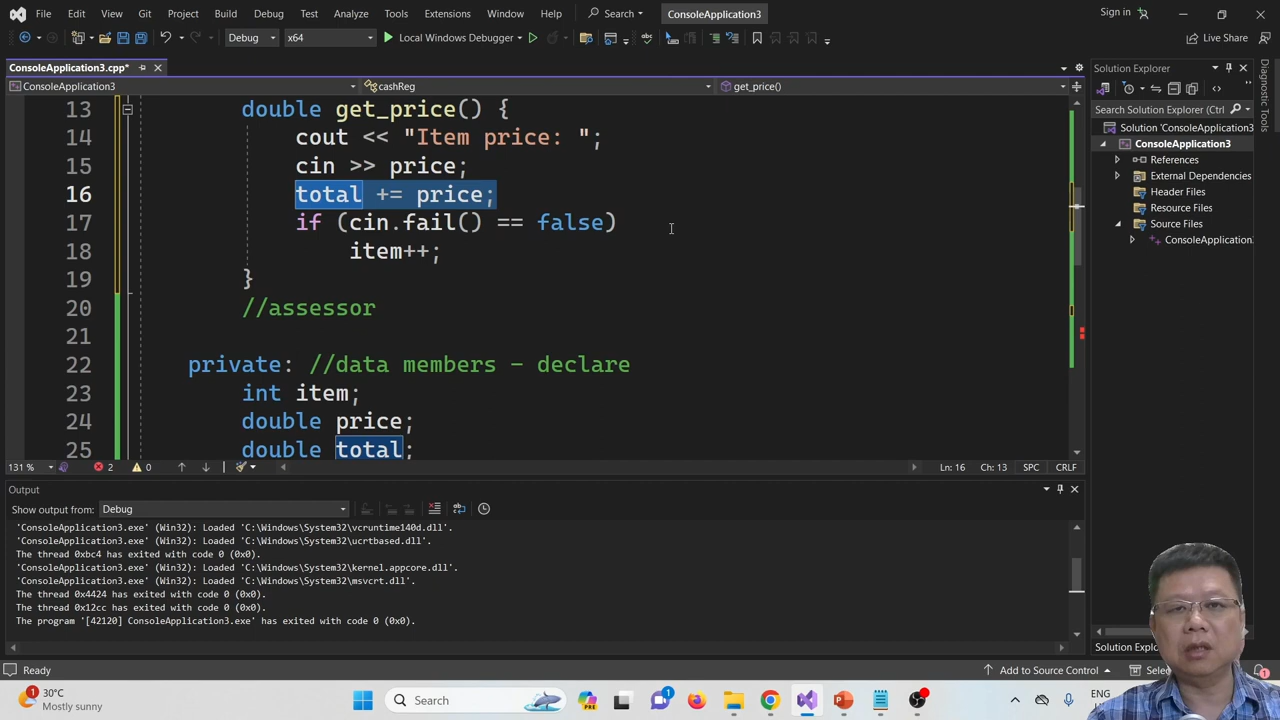 File Edit View Git Project Build Debug Test Analyze Tools Extensions Window Help Search ConsoleApplication3 Sign in
Debug x64 Local Windows Debugger Live Share
ConsoleApplication3.cpp*
ConsoleApplication3 cashReg get_price()
13 double get_price() {
14 cout << "Item price: ";
15 cin >> price;
16 total += price;
17 if (cin.fail() == false)
18 item++;
19 }
20 //assessor
21
22 private: //data members - declare
23 int item;
24 double price;
25 double total;
131 % 2 0 Ln: 16 Ch: 13 SPC CRLF
Output
Show output from: Debug
'ConsoleApplication3.exe' (Win32): Loaded 'C:\Windows\System32\vcruntime140d.dll'.
'ConsoleApplication3.exe' (Win32): Loaded 'C:\Windows\System32\ucrtbased.dll'.
The thread 0xbc4 has exited with code 0 (0x0).
'ConsoleApplication3.exe' (Win32): Loaded 'C:\Windows\System32\kernel.appcore.dll'.
'ConsoleApplication3.exe' (Win32): Loaded 'C:\Windows\System32\msvcrt.dll'.
The thread 0x4424 has exited with code 0 (0x0).
The thread 0x12cc has exited with code 0 (0x0).
The program '[42120] ConsoleApplication3.exe' has exited with code 0 (0x0).
Solution Explorer
Search Solution Explorer (Ctrl
Solution 'ConsoleApplication3
ConsoleApplication3
References
External Dependencies
Header Files
Resource Files
Source Files
ConsoleApplication.
Solution Explo
Diagnostic Tools
Ready Add to Source Control Selec
30°C
Mostly sunny
1
Search
PRE
1
ENG